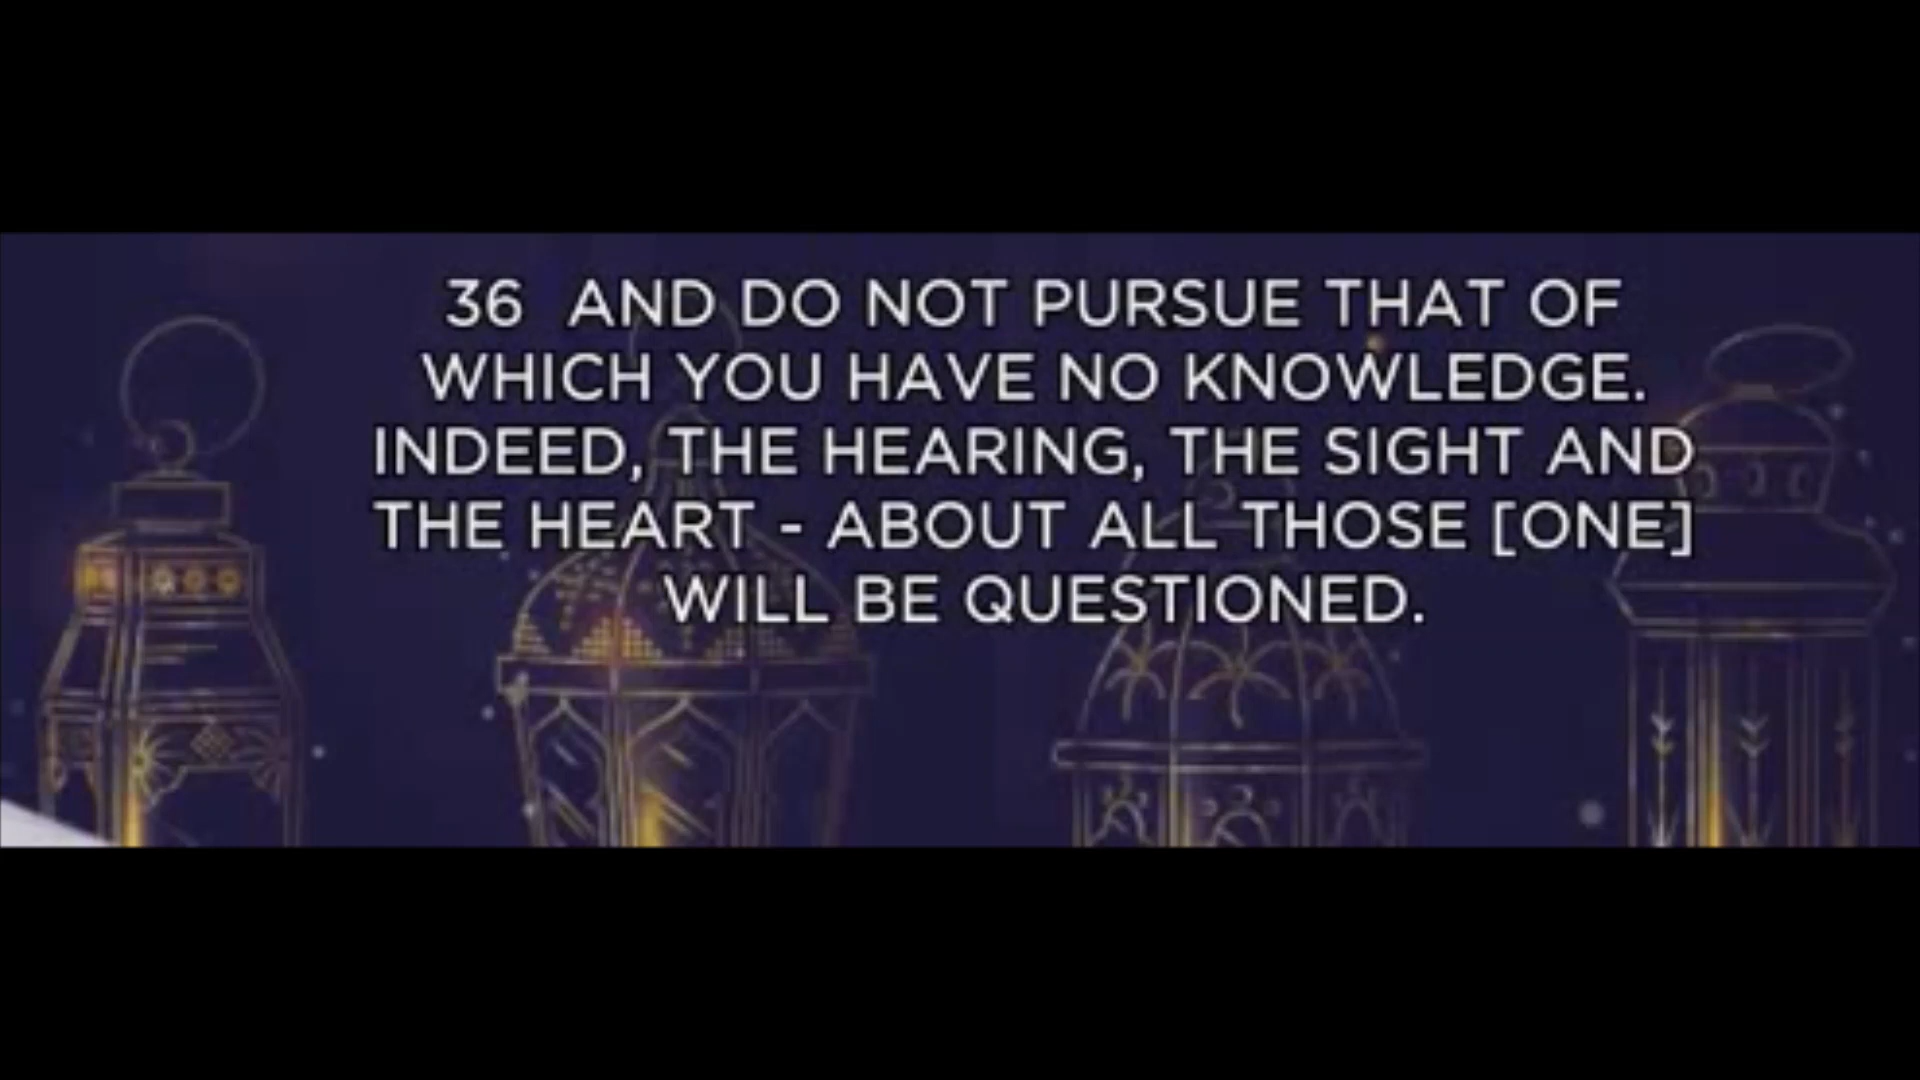 36 AND DO NOT PURSUE THAT OF
WHICH YOU HAVE NO KNOWLEDGE.
INDEED, THE HEARING, THE SIGHT AND
THE HEART - ABOUT ALL THOSE [ONE]
WILL BE QUESTIONED.